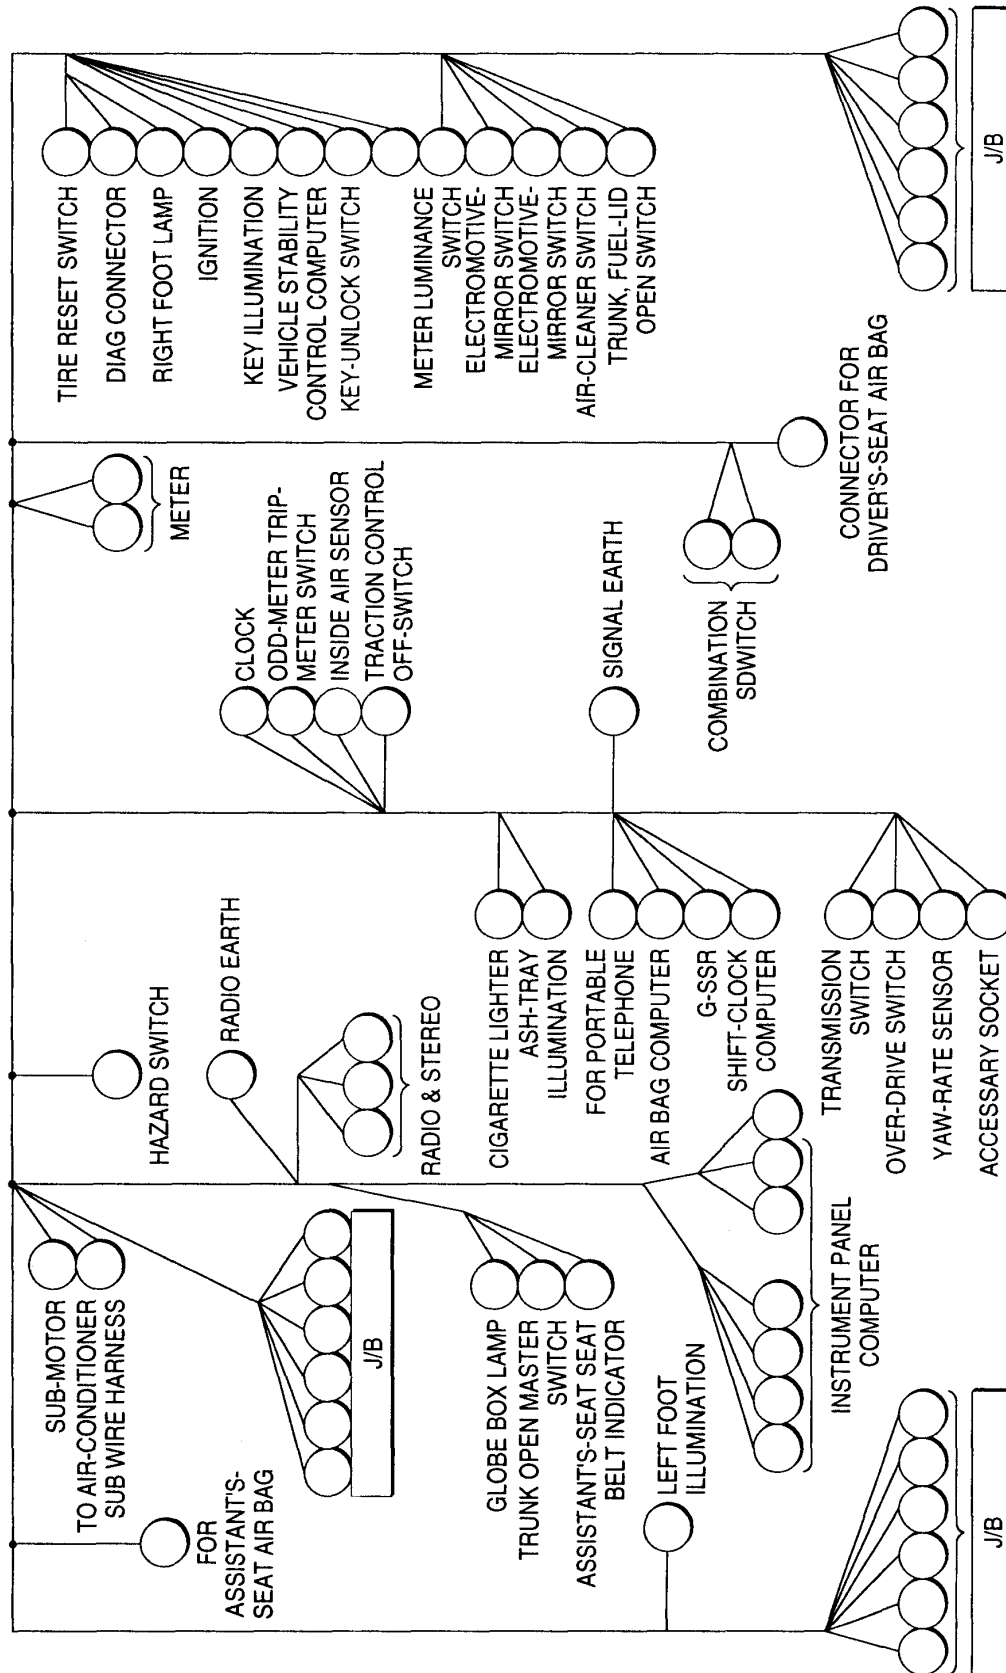 SUB-MOTOR
TO AIR-CONDITIONER
SUB WIRE HARNESS
FOR
ASSISTANT'S-
SEAT AIR BAG
J/B
GLOBE BOX LAMP
TRUNK OPEN MASTER
SWITCH
ASSISTANT'S-SEAT SEAT
BELT INDICATOR
LEFT FOOT
ILLUMINATION
INSTRUMENT PANEL
COMPUTER
J/B
HAZARD SWITCH
RADIO EARTH
RADIO & STEREO
CIGARETTE LIGHTER
ASH-TRAY
ILLUMINATION
FOR PORTABLE
TELEPHONE
AIR BAG COMPUTER
G-SSR
SHIFT-CLOCK
COMPUTER
TRANSMISSION
SWITCH
OVER-DRIVE SWITCH
YAW-RATE SENSOR
ACCESSARY SOCKET
CLOCK
ODD-METER TRIP-
METER SWITCH
INSIDE AIR SENSOR
TRACTION CONTROL
OFF-SWITCH
SIGNAL EARTH
METER
COMBINATION
SDWITCH
CONNECTOR FOR
DRIVER'S-SEAT AIR BAG
TIRE RESET SWITCH
DIAG CONNECTOR
RIGHT FOOT LAMP
IGNITION
KEY ILLUMINATION
VEHICLE STABILITY
CONTROL COMPUTER
KEY-UNLOCK SWITCH
METER LUMINANCE
SWITCH
ELECTROMOTIVE-
MIRROR SWITCH
ELECTROMOTIVE-
MIRROR SWITCH
AIR-CLEANER SWITCH
TRUNK, FUEL-LID
OPEN SWITCH
J/B